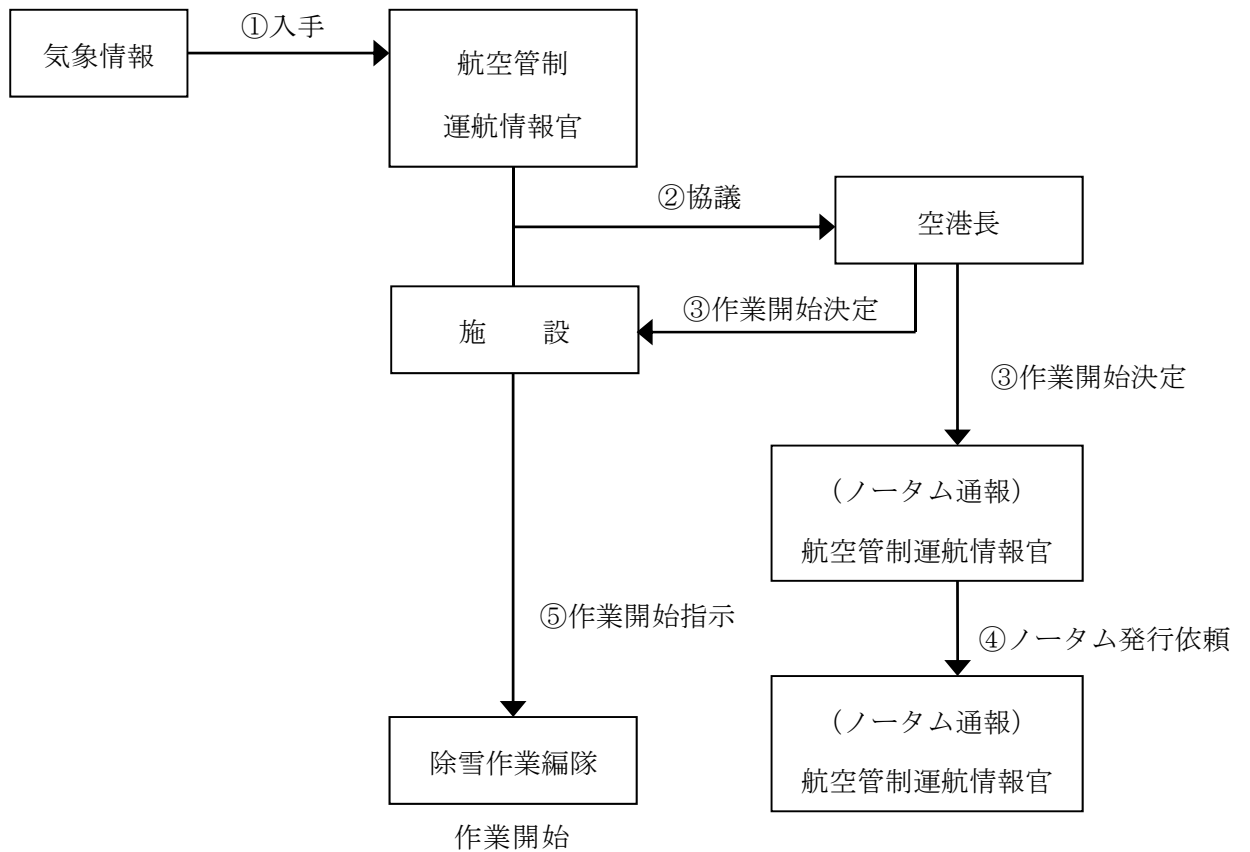 ①入手
気象情報
航空管制
運航情報官
②協議
空港長
③作業開始決定
施　　設
③作業開始決定
（ノータム通報）
航空管制運航情報官
⑤作業開始指示
④ノータム発行依頼
（ノータム通報）
航空管制運航情報官
除雪作業編隊
作業開始